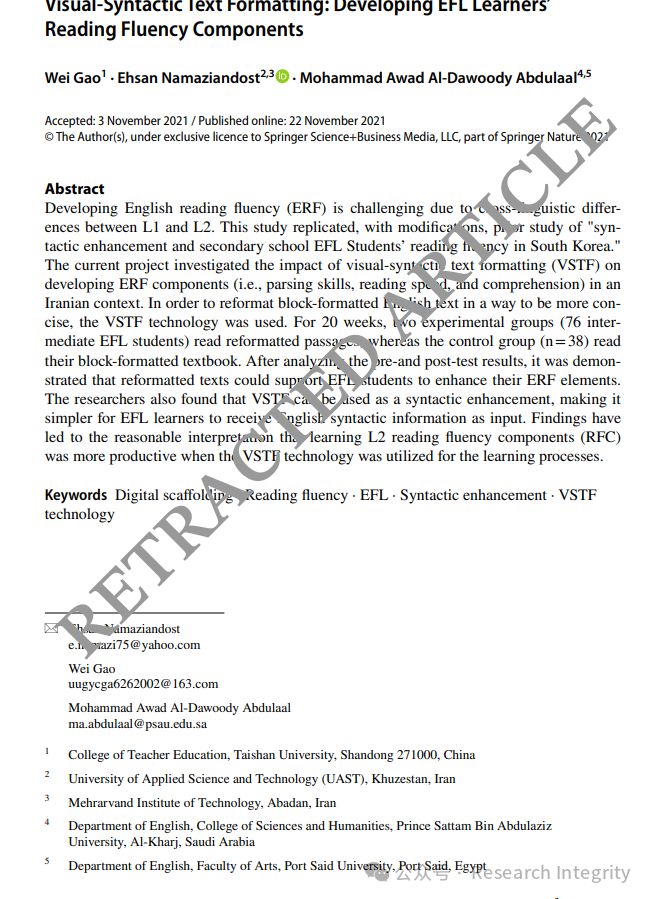 Visual-Syntactic Text Formatting: Developing EFL Learners'
Reading Fluency Components
Wei Gao1 · Ehsan Namaziandost2,3 · Mohammad Awad Al-Dawoody Abdulaal4,5
Accepted: 3 November 2021 / Published online: 22 November 2021
© The Author(s), under exclusive licence to Springer Science+Business Media, LLC, part of Springer Nature 2021
Abstract
Developing English reading fluency (ERF) is challenging due to cross-linguistic differ-
ences between L1 and L2. This study replicated, with modifications, prior study of "syn-
tactic enhancement and secondary school EFL Students' reading fluency in South Korea."
The current project investigated the impact of visual-syntactic text formatting (VSTF) on
developing ERF components (i.e., parsing skills, reading speed, and comprehension) in an
Iranian context. In order to reformat block-formatted English text in a way to be more con-
cise, the VSTF technology was used. For 20 weeks, two experimental groups (76 inter-
mediate EFL students) read reformatted passages, whereas the control group (n=38) read
their block-formatted textbook. After analyzing the pre-and post-test results, it was demon-
strated that reformatted texts could support EFL students to enhance their ERF elements.
The researchers also found that VSTF can be used as a syntactic enhancement, making it
simpler for EFL learners to receive English syntactic information as input. Findings have
led to the reasonable interpretation that learning L2 reading fluency components (RFC)
was more productive when the VSTF technology was utilized for the learning processes.
Keywords Digital scaffolding · Reading fluency · EFL · Syntactic enhancement · VSTF
technology
RETRACTED ARTICLE
Ehsan Namaziandost
e.namazi75@yahoo.com
Wei Gao
uugycga6262002@163.com
Mohammad Awad Al-Dawoody Abdulaal
ma.abdulaal@psau.edu.sa
1 College of Teacher Education, Taishan University, Shandong 271000, China
2 University of Applied Science and Technology (UAST), Khuzestan, Iran
3 Mehrarvand Institute of Technology, Abadan, Iran
4 Department of English, College of Sciences and Humanities, Prince Sattam Bin Abdulaziz
University, Al-Kharj, Saudi Arabia
5 Department of English, Faculty of Arts, Port Said University, Port Said, Egypt
公众号 · Research Integrity